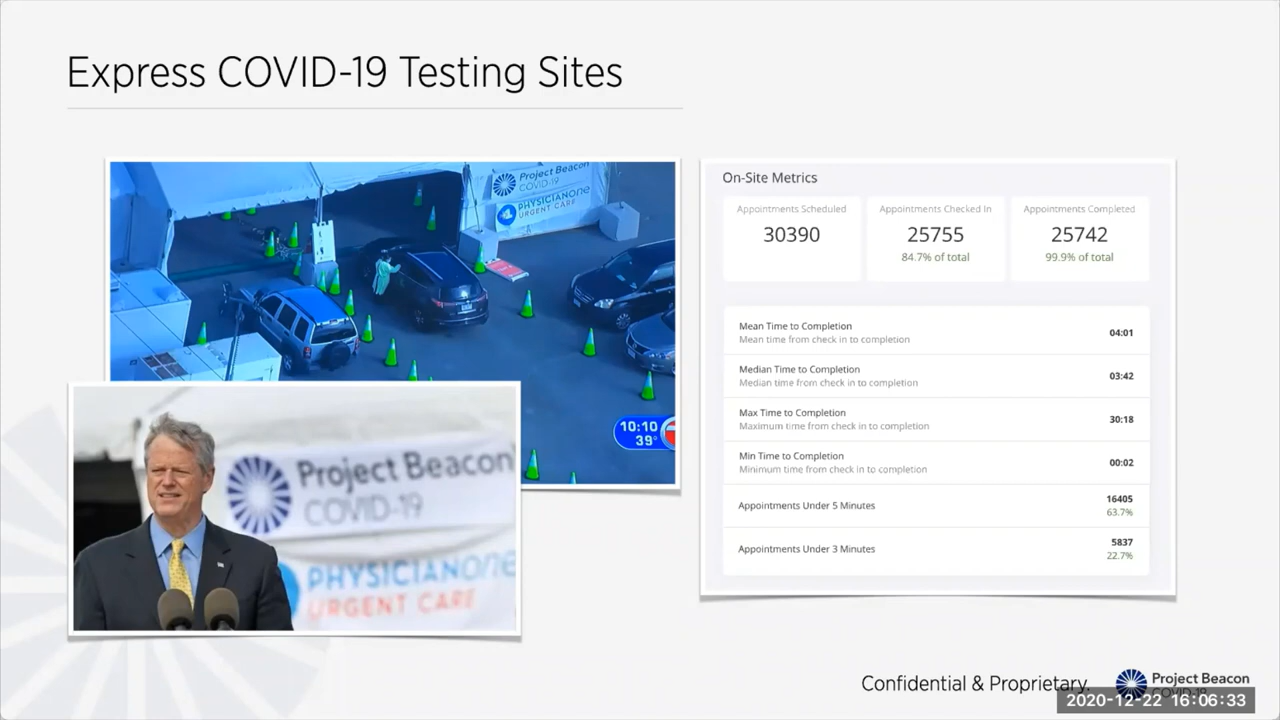 Express COVID-19 Testing Sites
Project Beacon
COVID-19
PHYSICIANONE
URGENT CARE
10:10
39°
Project Beacon
COVID-19
PHYSICIANONE
URGENT CARE
On-Site Metrics
Appointments Scheduled
30390
Appointments Checked In
25755
84.7% of total
Appointments Completed
25742
99.9% of total
Mean Time to Completion
Mean time from check in to completion
04:01
Median Time to Completion
Median time from check in to completion
03:42
Max Time to Completion
Maximum time from check in to completion
30:18
Min Time to Completion
Minimum time from check in to completion
00:02
Appointments Under 5 Minutes
16405
63.7%
Appointments Under 3 Minutes
5837
22.7%
Confidential & Proprietary.
Project Beacon
COVID-19
2020-12-22 16:06:33